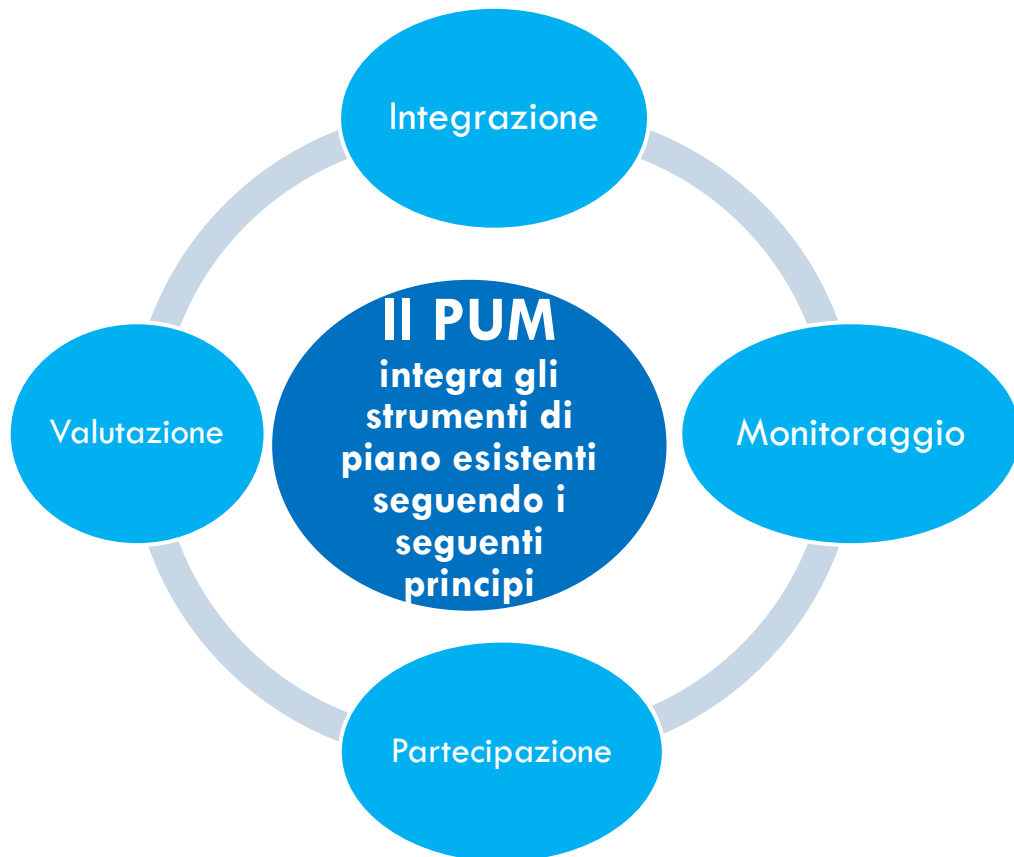 Integrazione
Il PUM
integra gli
strumenti di
piano esistenti
seguendo i
seguenti
principi
Valutazione
Monitoraggio
Partecipazione